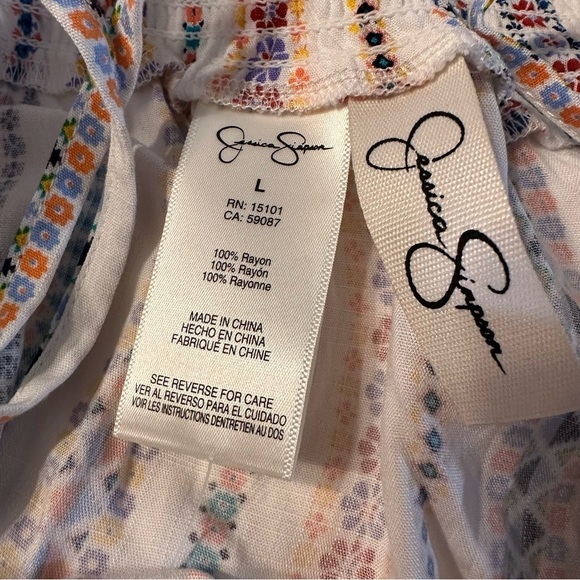 Jessica Simpson
L
RN: 15101
CA: 59087
100% Rayon
100% Rayón
100% Rayonne
MADE IN CHINA
HECHO EN CHINA
FABRIQUÉ EN CHINE
SEE REVERSE FOR CARE
VER AL REVERSO PARA EL CUIDADO
VOIR LES INSTRUCTIONS DENTRETIEN AU DOS
Jessica Simpson